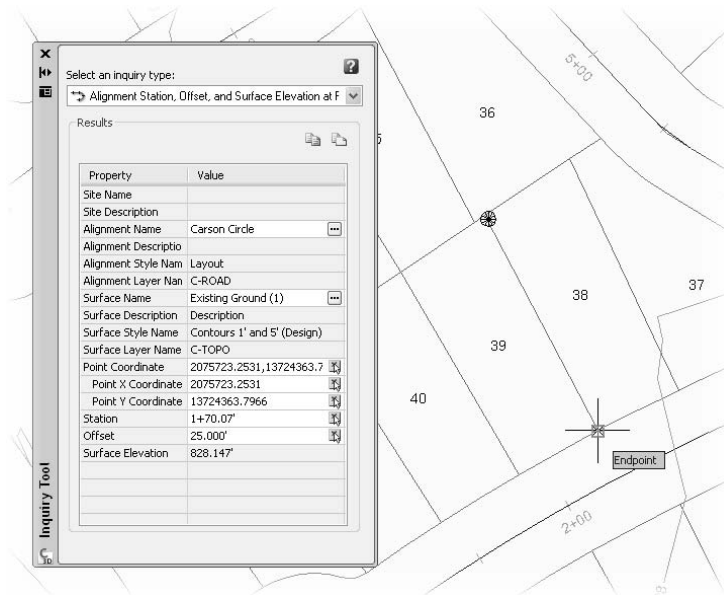 Select an inquiry type:
Alignment Station, Offset, and Surface Elevation at F
Results
Property Value
Site Name
Site Description
Alignment Name Carson Circle
Alignment Descriptio
Alignment Style Nam Layout
Alignment Layer Nan C-ROAD
Surface Name Existing Ground (1)
Surface Description Description
Surface Style Name Contours 1' and 5' (Design)
Surface Layer Name C-TOPO
Point Coordinate 2075723.2531,13724363.7
Point X Coordinate 2075723.2531
Point Y Coordinate 13724363.7966
Station 1+70.07'
Offset 25.000'
Surface Elevation 828.147'
Inquiry Tool
5+00
36
37
38
39
40
Endpoint
2+00